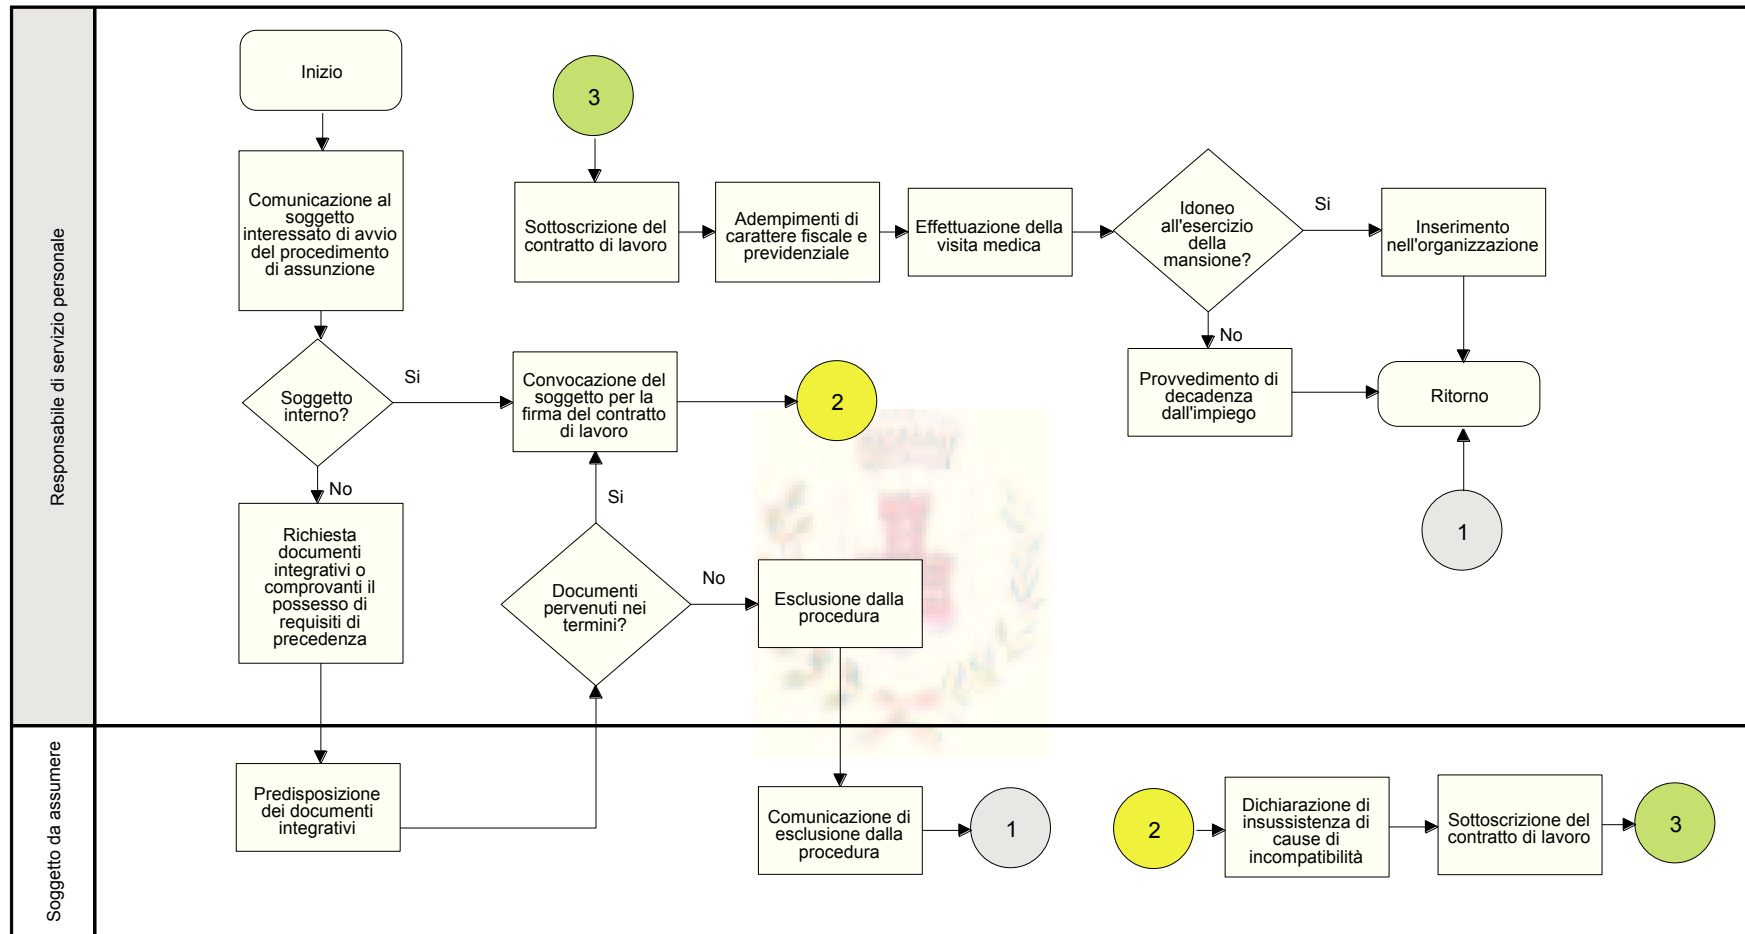 Responsabile di servizio personale
Inizio
Comunicazione al
soggetto
interessato di avvio
del procedimento
di assunzione
Soggetto
interno?
Si
No
Richiesta
documenti
integrativi o
comprovanti il
possesso di
requisiti di
precedenza
3
Sottoscrizione del
contratto di lavoro
Adempimenti di
carattere fiscale e
previdenziale
Effettuazione della
visita medica
Idoneo
all'esercizio
della
mansione?
Si
Inserimento
nell'organizzazione
No
Provvedimento di
decadenza
dall'impiego
Ritorno
1
Convocazione del
soggetto per la
firma del contratto
di lavoro
2
Si
Documenti
pervenuti nei
termini?
No
Esclusione dalla
procedura
Soggetto da assumere
Predisposizione
dei documenti
integrativi
Comunicazione di
esclusione dalla
procedura
1
2
Dichiarazione di
insussistenza di
cause di
incompatibilità
Sottoscrizione del
contratto di lavoro
3